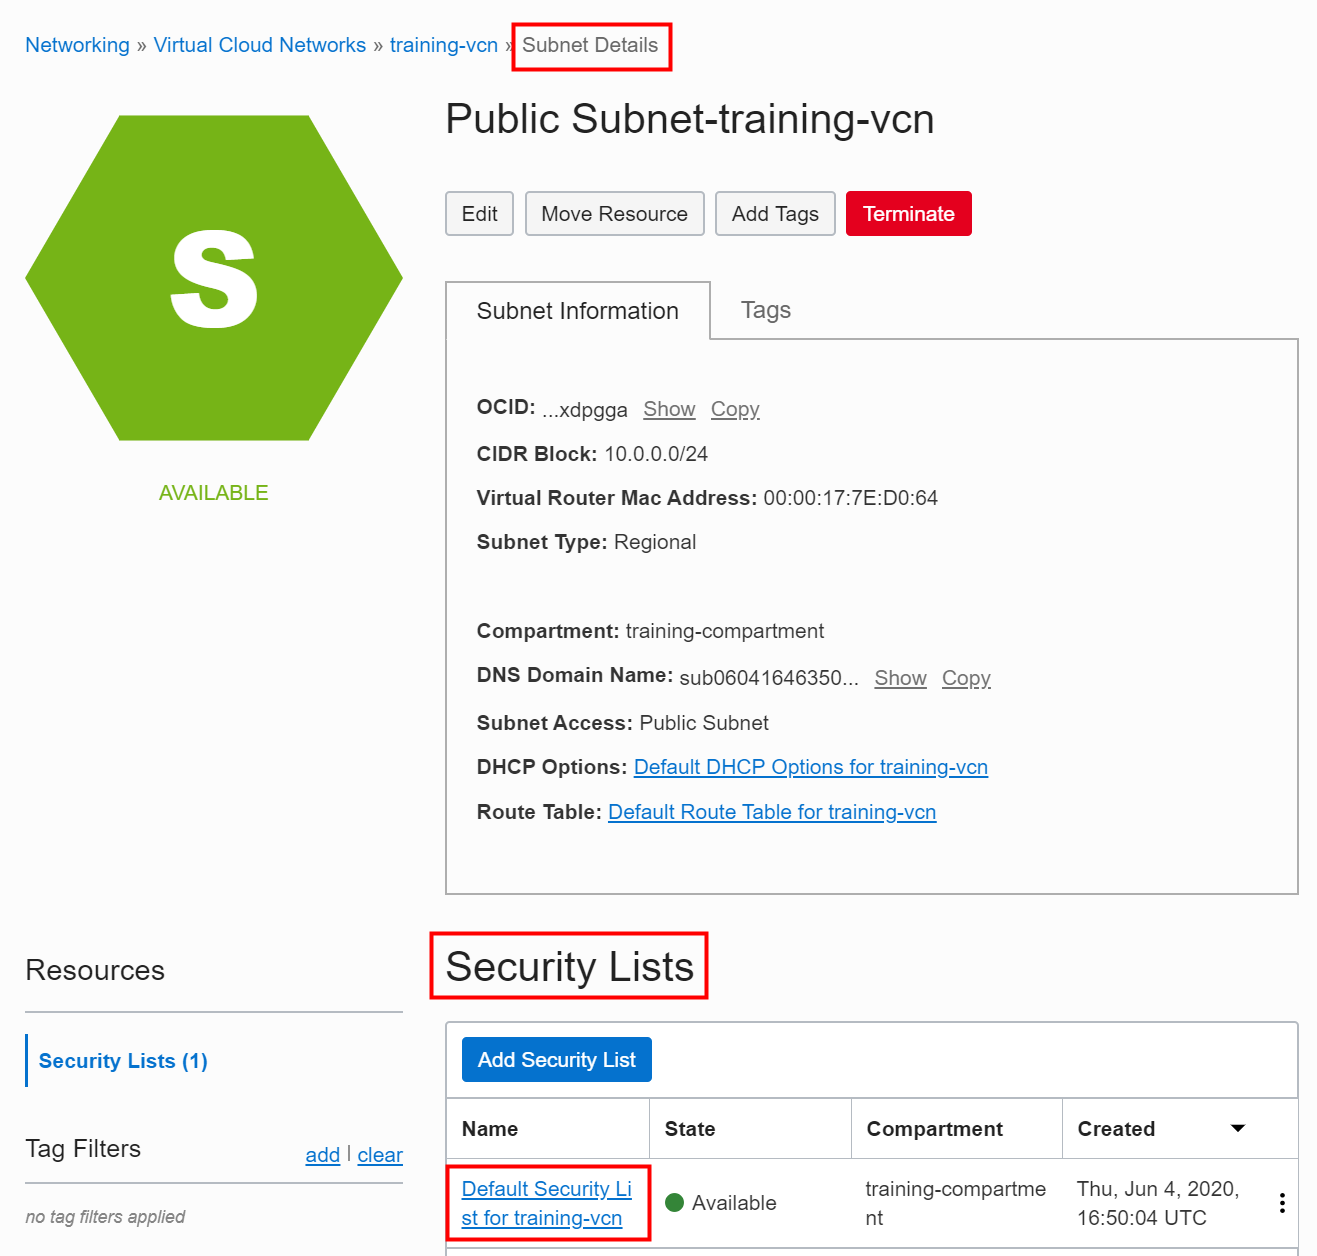 Networking » Virtual Cloud Networks » training-vcn » Subnet Details
Public Subnet-training-vcn
Edit Move Resource Add Tags Terminate
S
AVAILABLE
Subnet Information Tags
OCID: ...xdpgga Show Copy
CIDR Block: 10.0.0.0/24
Virtual Router Mac Address: 00:00:17:7E:D0:64
Subnet Type: Regional
Compartment: training-compartment
DNS Domain Name: sub06041646350... Show Copy
Subnet Access: Public Subnet
DHCP Options: Default DHCP Options for training-vcn
Route Table: Default Route Table for training-vcn
Resources
Security Lists (1)
Tag Filters add | clear
no tag filters applied
Security Lists
Add Security List
Name State Compartment Created
Default Security Li
st for training-vcn
Available
training-compartme
nt
Thu, Jun 4, 2020,
16:50:04 UTC